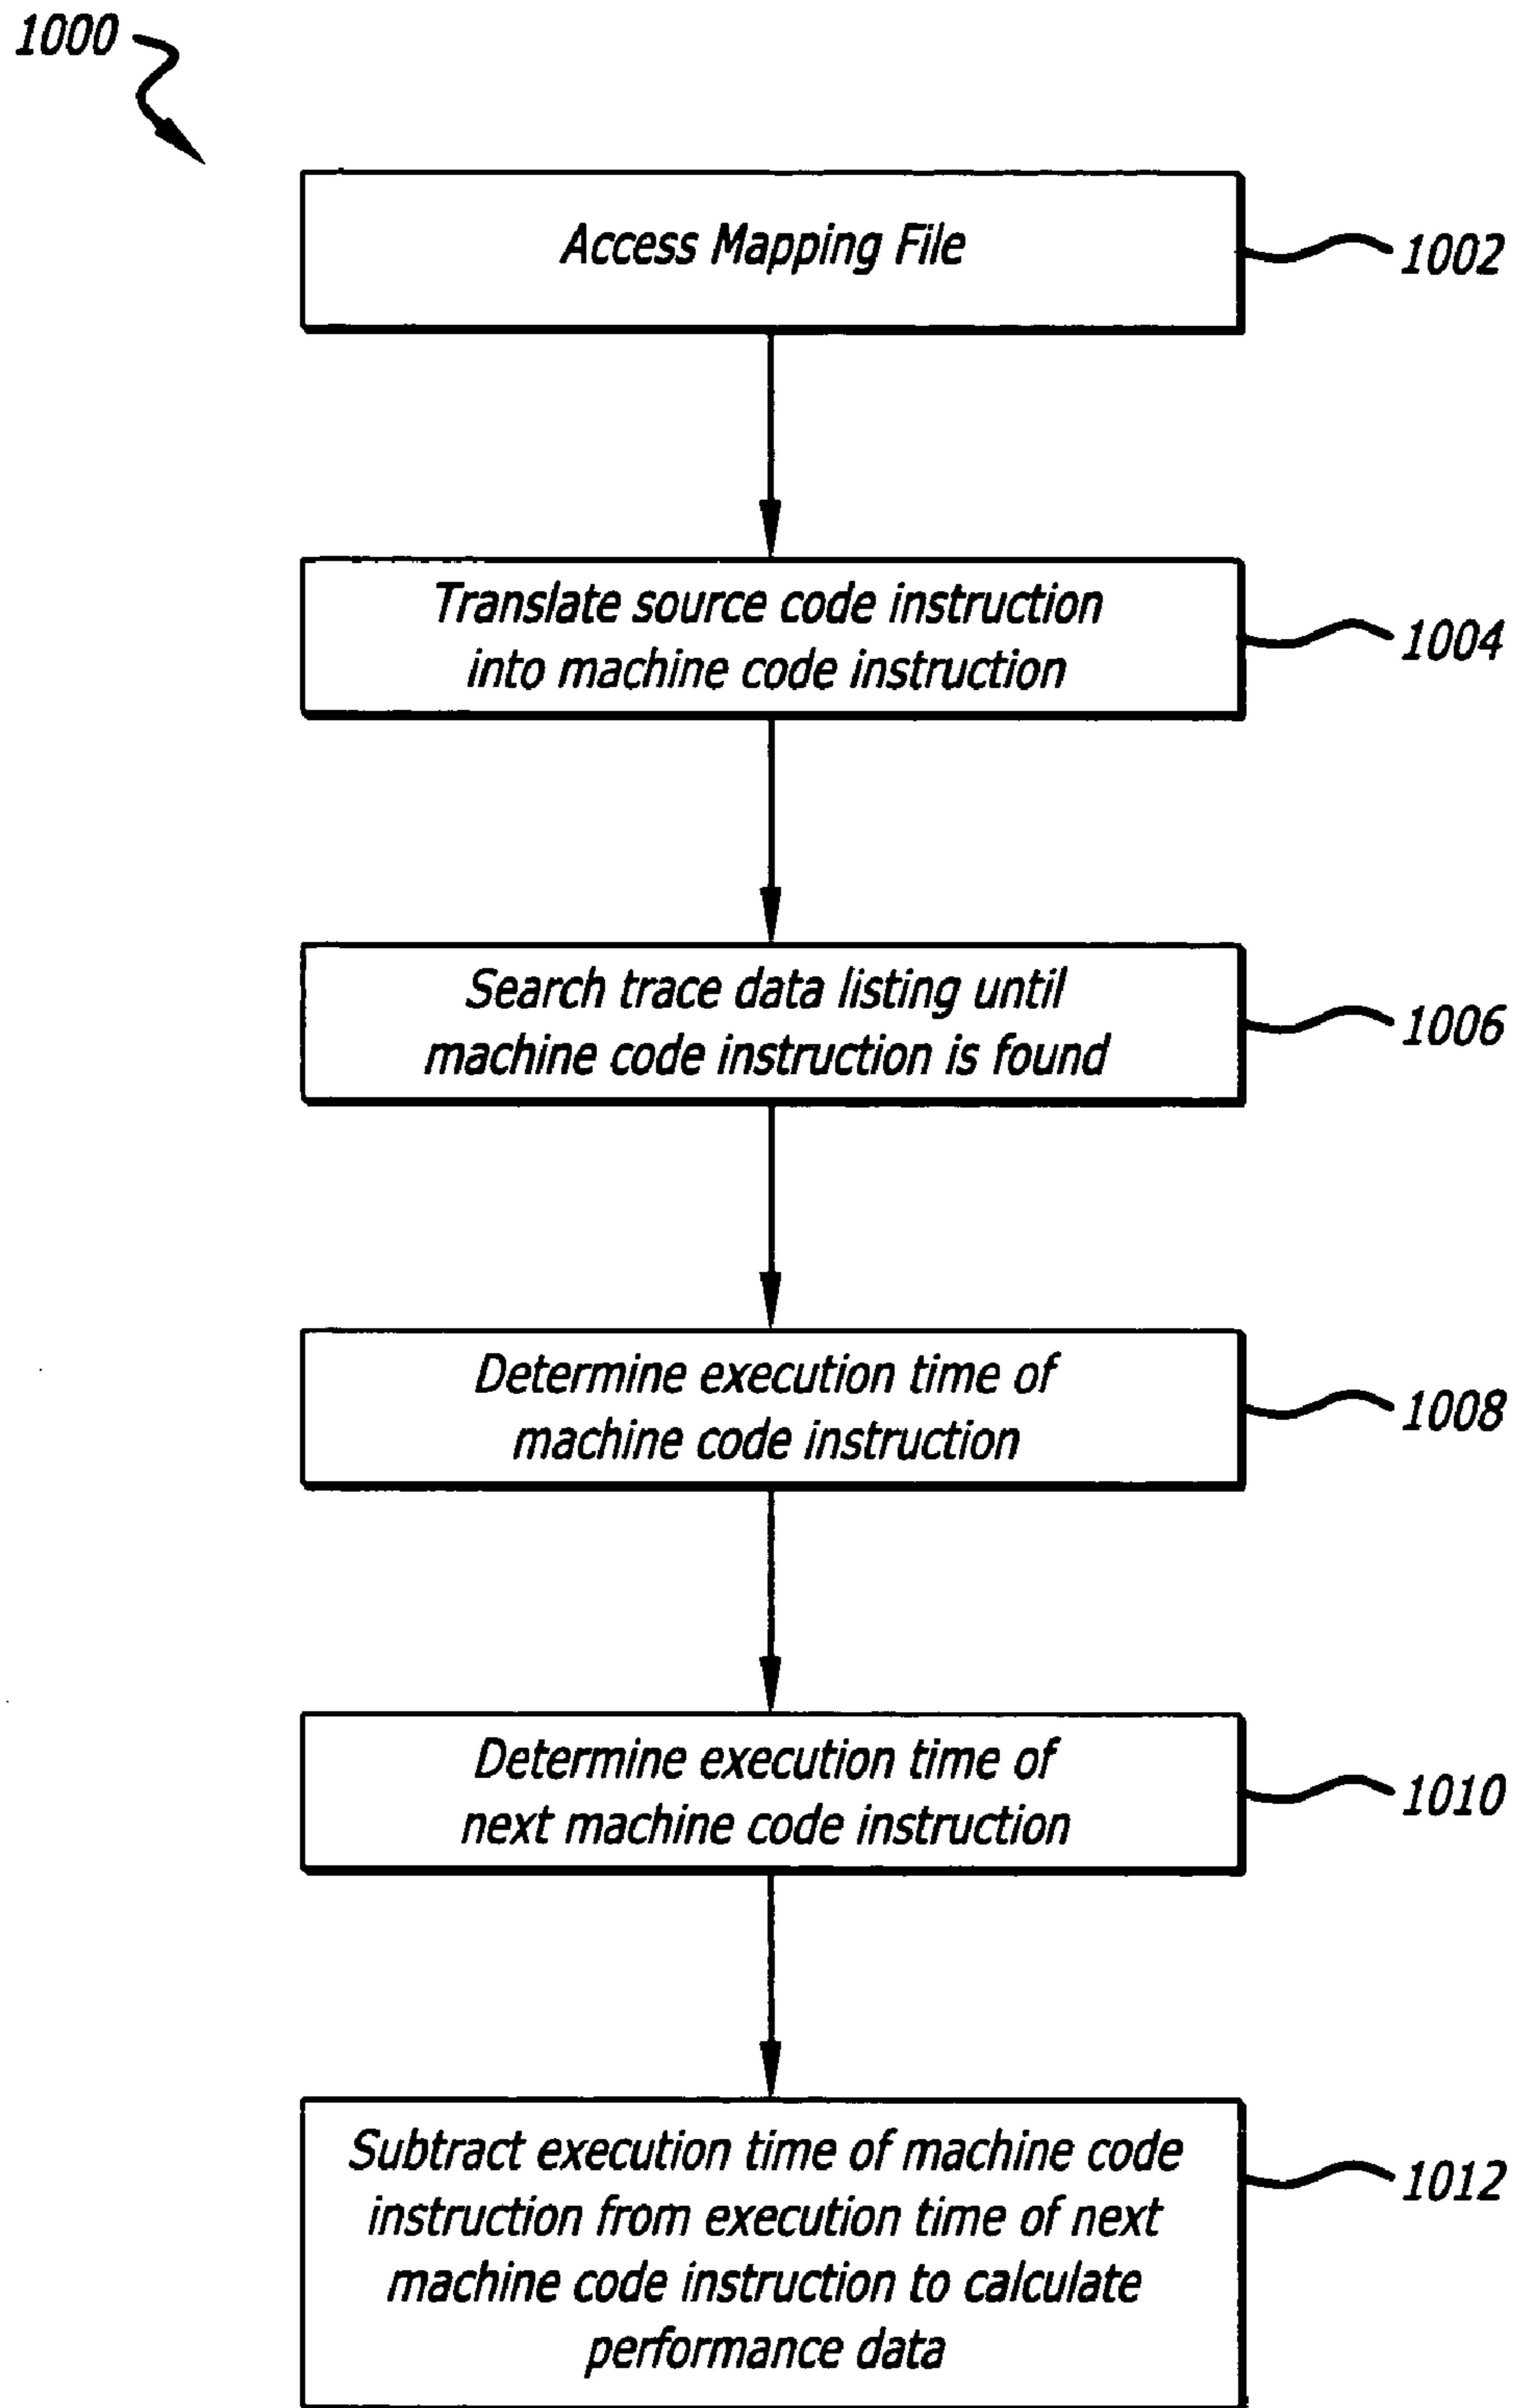 1000
Access Mapping File
1002
Translate source code instruction
into machine code instruction
1004
Search trace data listing until
machine code instruction is found
1006
Determine execution time of
machine code instruction
1008
Determine execution time of
next machine code instruction
1010
Subtract execution time of machine code
instruction from execution time of next
machine code instruction to calculate
performance data
1012